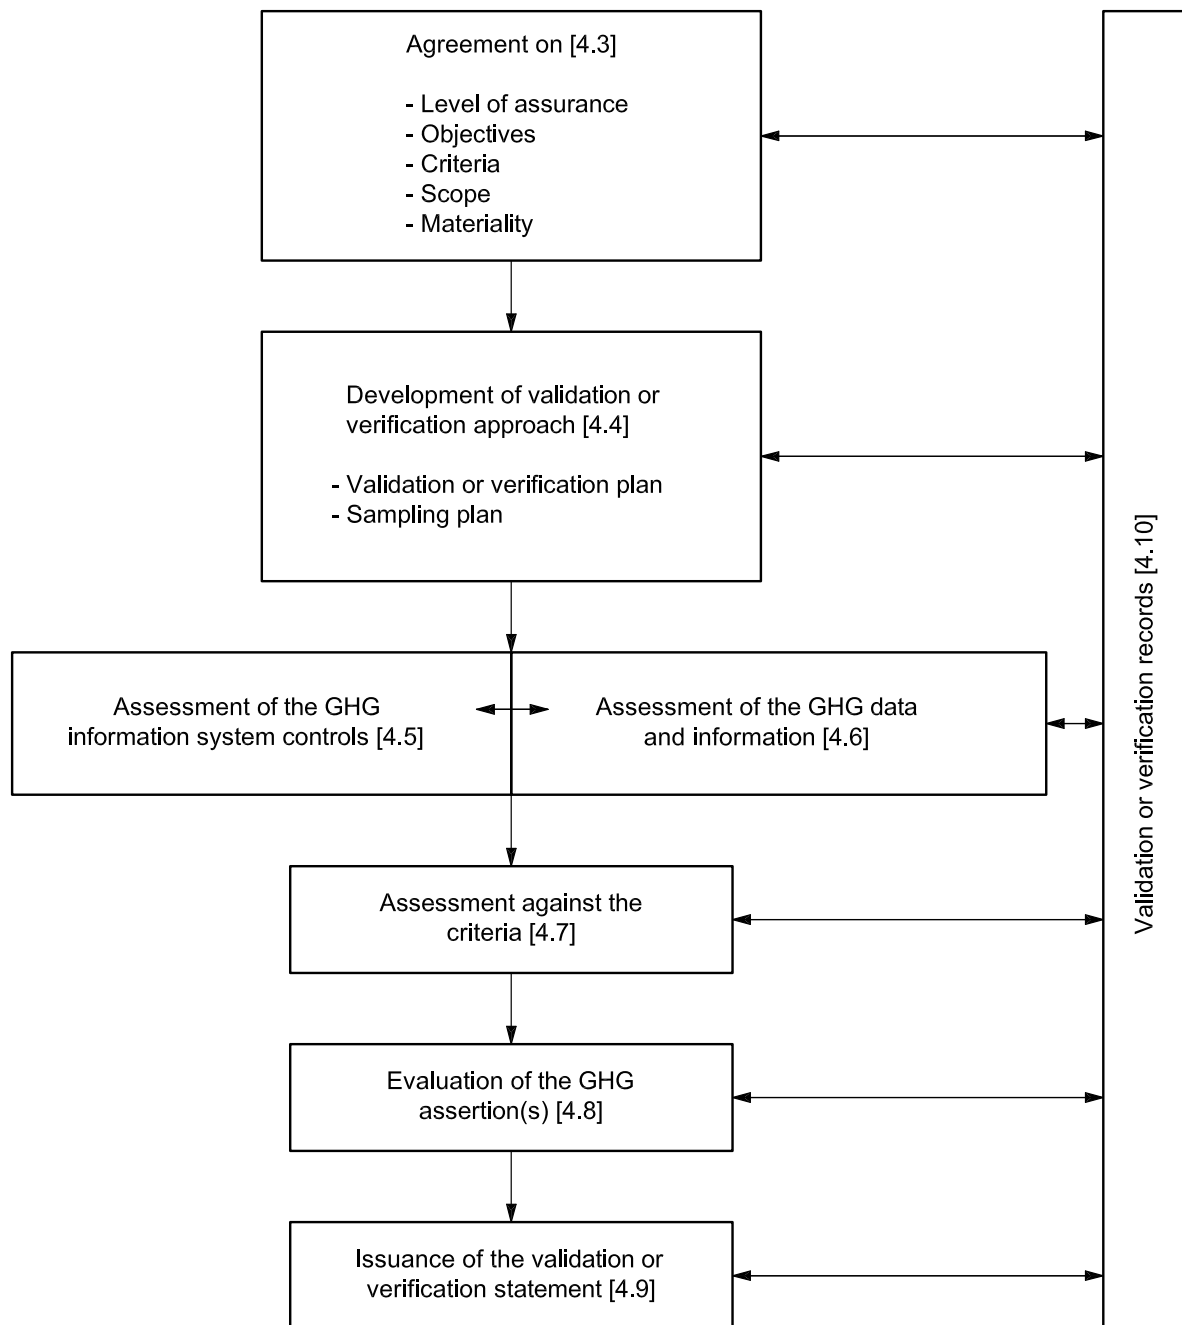 Agreement on [4.3]
- Level of assurance
- Objectives
- Criteria
- Scope
- Materiality
Development of validation or
verification approach [4.4]
- Validation or verification plan
- Sampling plan
Assessment of the GHG
information system controls [4.5]
Assessment of the GHG data
and information [4.6]
Assessment against the
criteria [4.7]
Evaluation of the GHG
assertion(s) [4.8]
Issuance of the validation or
verification statement [4.9]
Validation or verification records [4.10]